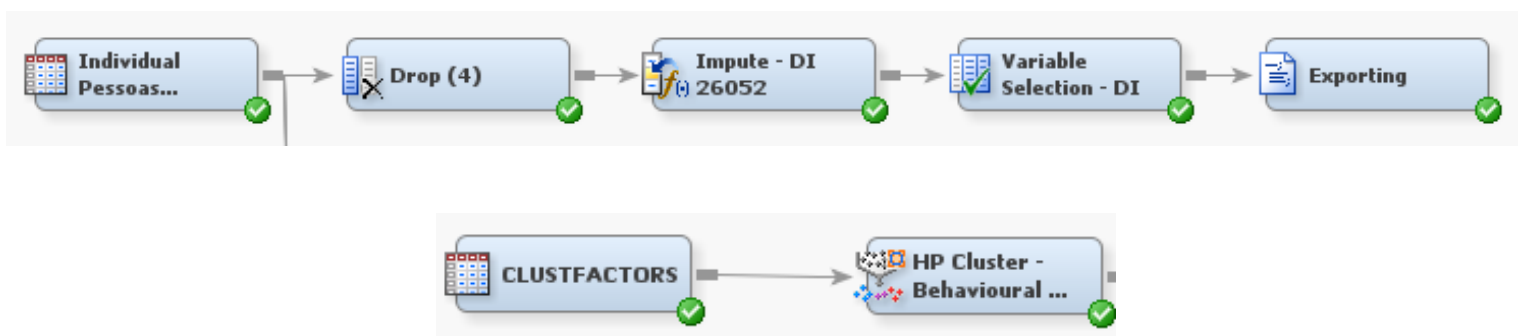 Individual
Pessoas...
Drop (4)
Impute - DI
26052
Variable
Selection - DI
Exporting
CLUSTFACTORS
HP Cluster -
Behavioural ...